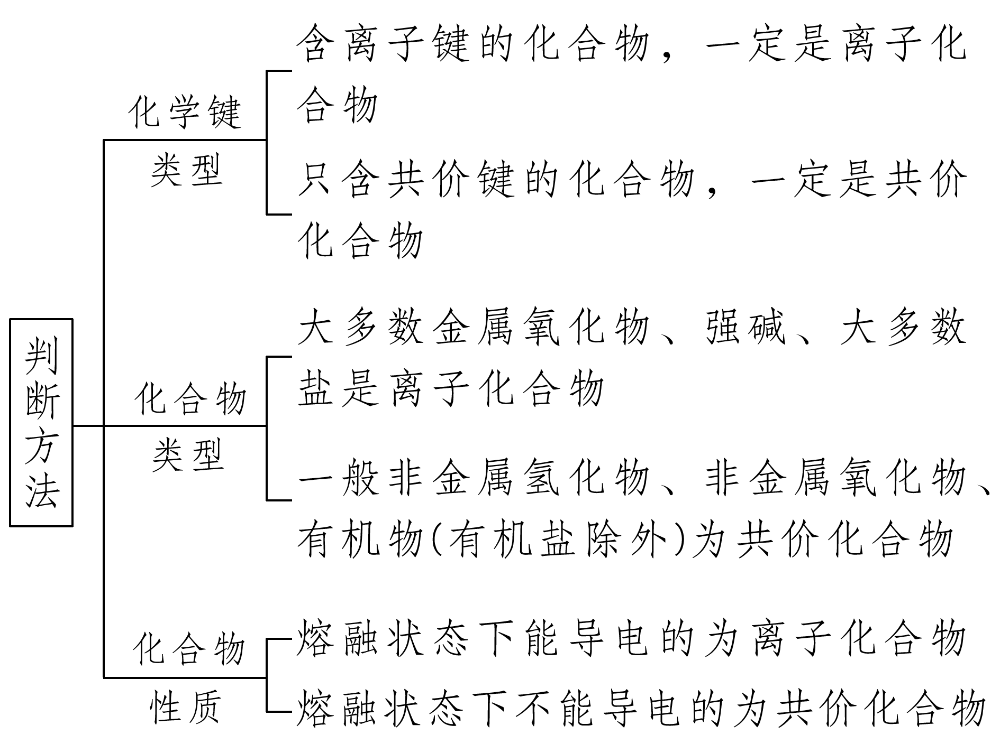 判断方法
化学键
类型
含离子键的化合物，一定是离子化
合物
只含共价键的化合物，一定是共价
化合物
化合物
类型
大多数金属氧化物、强碱、大多数
盐是离子化合物
一般非金属氢化物、非金属氧化物、
有机物(有机盐除外)为共价化合物
化合物
性质
熔融状态下能导电的为离子化合物
熔融状态下不能导电的为共价化合物